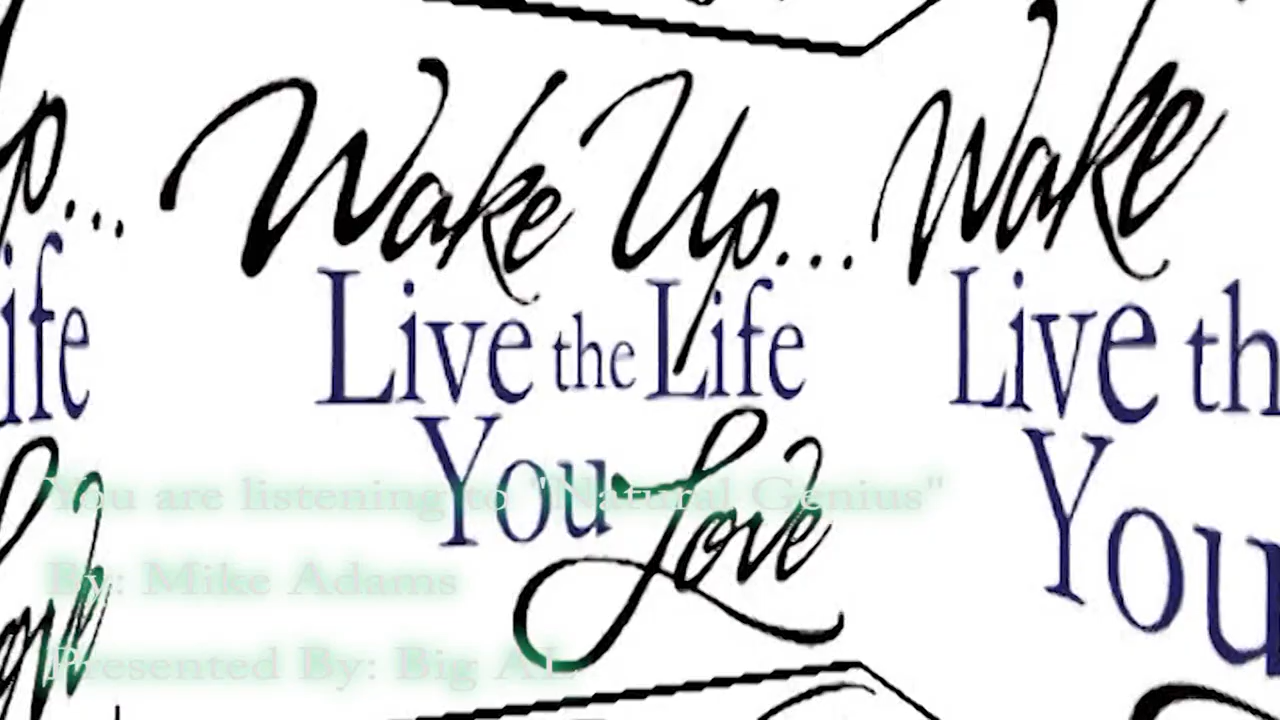 Wake Up...
Live the Life
You Love
Wake
Live th
You
p...
ife
You are listening to "Natural Genius"
By: Mike Adams
Presented By: Big AL